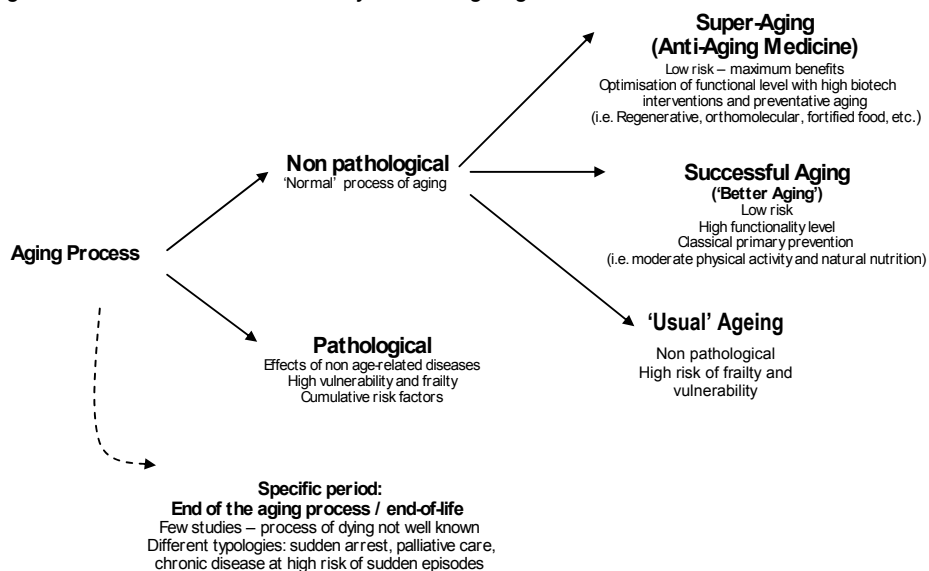 Super-Aging
(Anti-Aging Medicine)
Low risk – maximum benefits
Optimisation of functional level with high biotech
interventions and preventative aging
(i.e. Regenerative, orthomolecular, fortified food, etc.)
Non pathological
'Normal' process of aging
Successful Aging
('Better Aging')
Low risk
High functionality level
Classical primary prevention
(i.e. moderate physical activity and natural nutrition)
Aging Process
'Usual' Ageing
Non pathological
High risk of frailty and
vulnerability
Pathological
Effects of non age-related diseases
High vulnerability and frailty
Cumulative risk factors
Specific period:
End of the aging process / end-of-life
Few studies – process of dying not well known
Different typologies: sudden arrest, palliative care,
chronic disease at high risk of sudden episodes